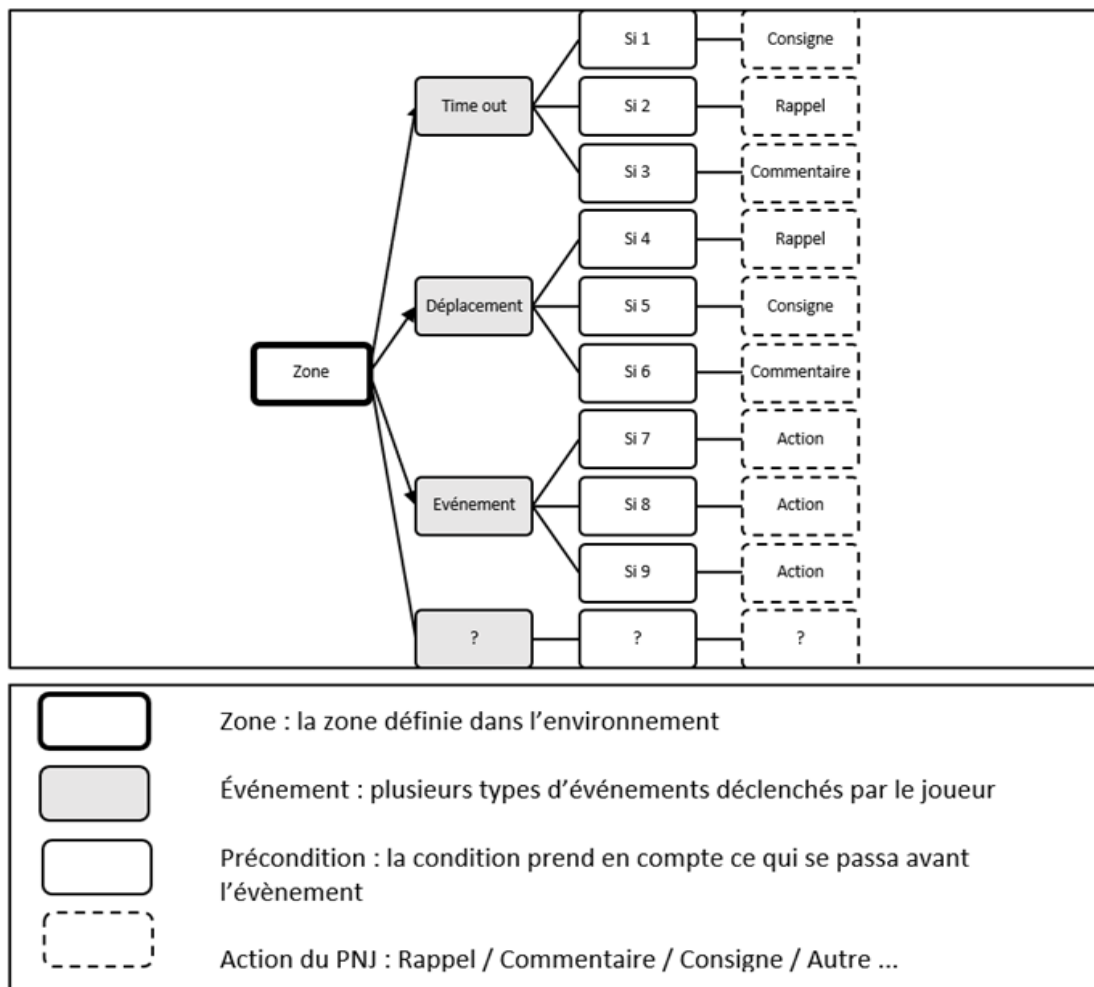 Si 1
Consigne
Time out
Si 2
Rappel
Si 3
Commentaire
Si 4
Rappel
Déplacement
Si 5
Consigne
Zone
Si 6
Commentaire
Si 7
Action
Evénement
Si 8
Action
Si 9
Action
?
?
?
Zone : la zone définie dans l’environnement
Événement : plusieurs types d’événements déclenchés par le joueur
Précondition : la condition prend en compte ce qui se passa avant
l’évènement
Action du PNJ : Rappel / Commentaire / Consigne / Autre ...